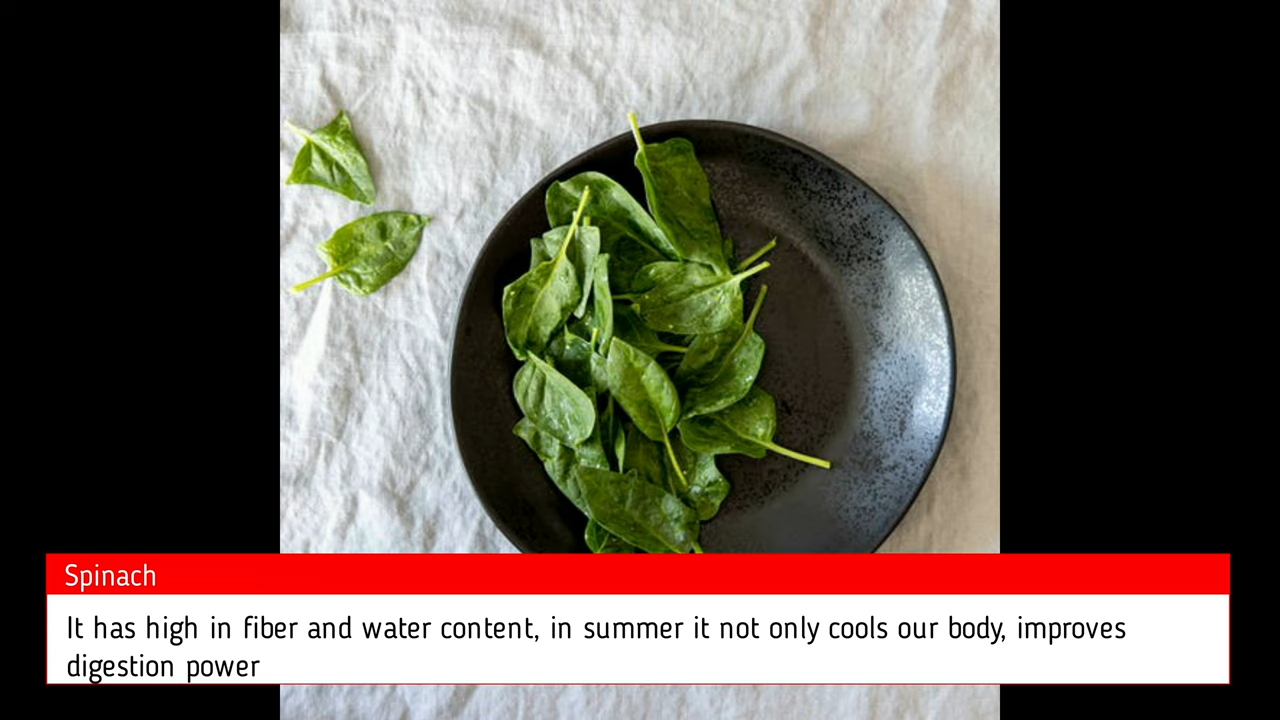 Spinach
It has high in fiber and water content, in summer it not only cools our body, improves
digestion power